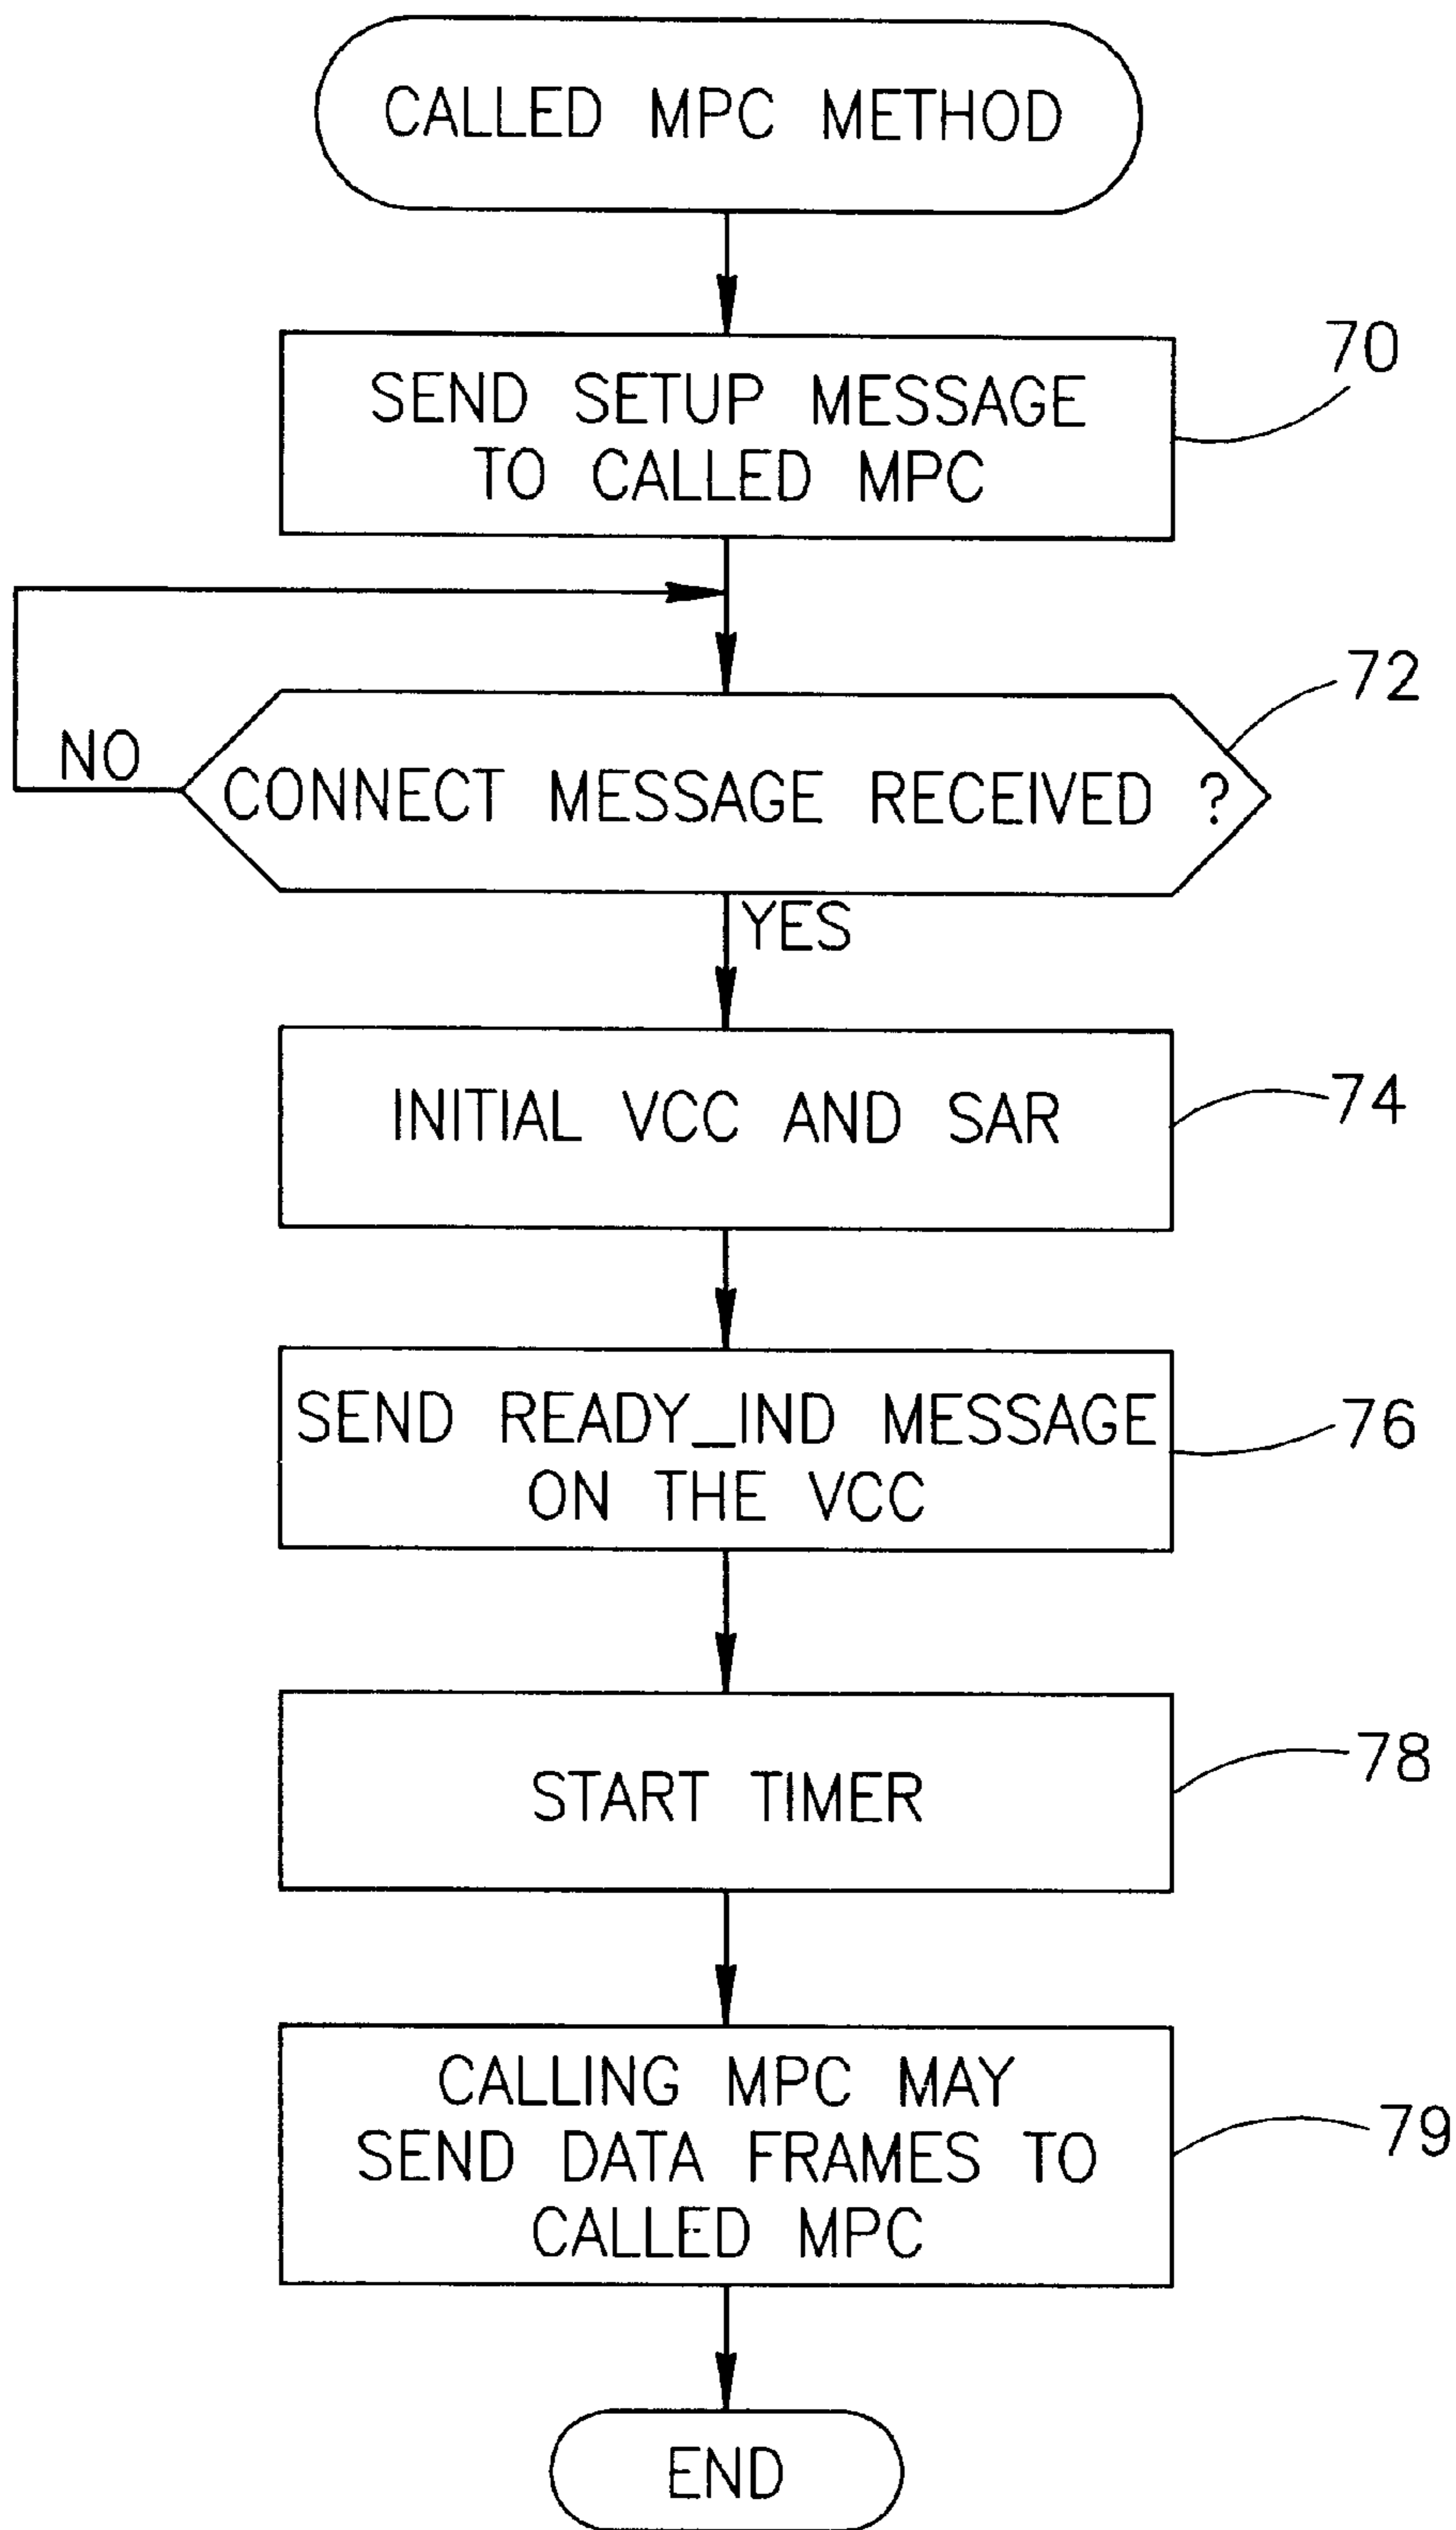 CALLED MPC METHOD
SEND SETUP MESSAGE
TO CALLED MPC
70
72
NO
CONNECT MESSAGE RECEIVED ?
YES
INITIAL VCC AND SAR
74
SEND READY_IND MESSAGE
ON THE VCC
76
START TIMER
78
CALLING MPC MAY
SEND DATA FRAMES TO
CALLED MPC
79
END